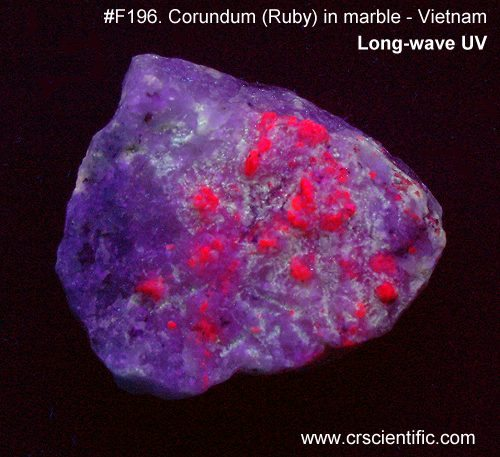 #F196. Corundum (Ruby) in marble - Vietnam
Long-wave UV
www.crscientific.com